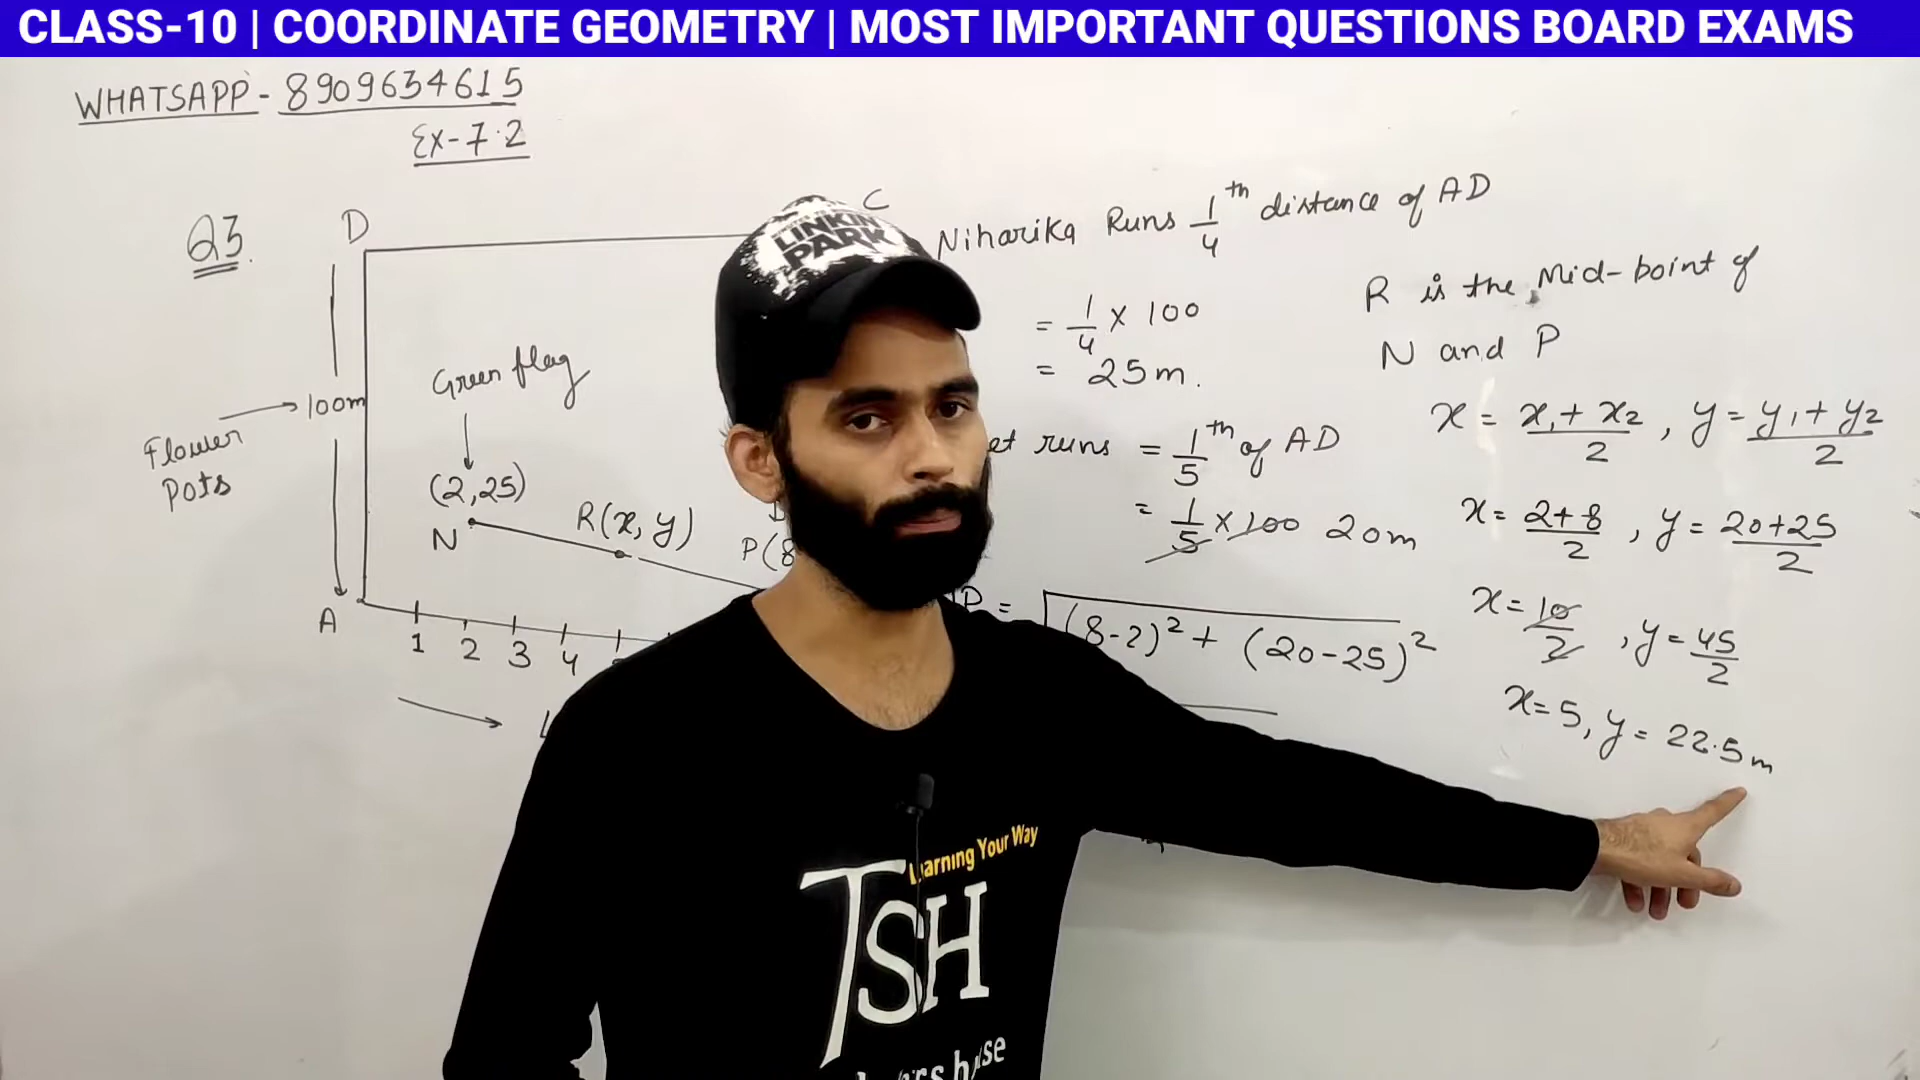 CLASS-10 | COORDINATE GEOMETRY | MOST IMPORTANT QUESTIONS BOARD EXAMS
WHATSAPP - 8909634615
Ex-7.2
Q3.
D
C
100m
Flower
Pots
Green flag
(2,25)
N
R(x, y)
P(8
A
1 2 3 4
Niharika Runs 1/4 th distance of AD
= 1/4 × 100
= 25m.
et runs = 1/5 th of AD
= 1/5 × 100 20m
P = √(8-2)² + (20-25)²
R is the Mid-point of
N and P
x = x₁ + x₂/2 , y = y₁ + y₂/2
x = 2+8/2 , y = 20+25/2
x = 10/2 , y = 45/2
x = 5, y = 22.5m
LINKIN
PARK
Learning Your Way
TSH